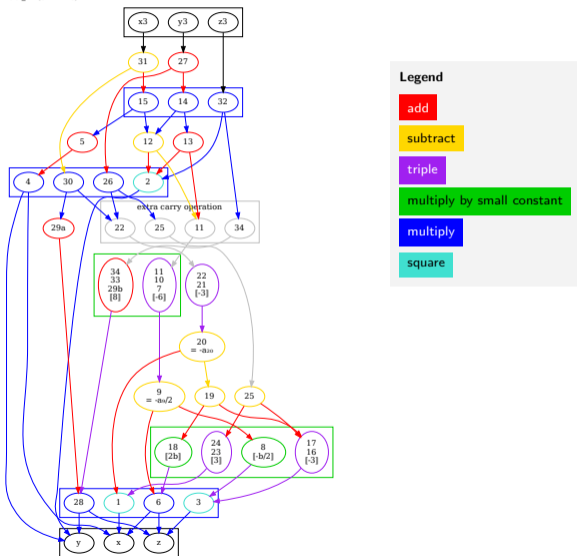 x3 y3 z3
31 27
15 14 32
5 12 13
4 30 26 2
extra carry operation
29a 22 25 11 34
34
33
29b
[8]
11
10
7
[-6]
22
21
[-3]
20
= -a₂₀
9
= -a₉/2
19 25
18
[2b]
24
23
[3]
8
[-b/2]
17
16
[-3]
28 1 6 3
y x z
Legend
add
subtract
triple
multiply by small constant
multiply
square